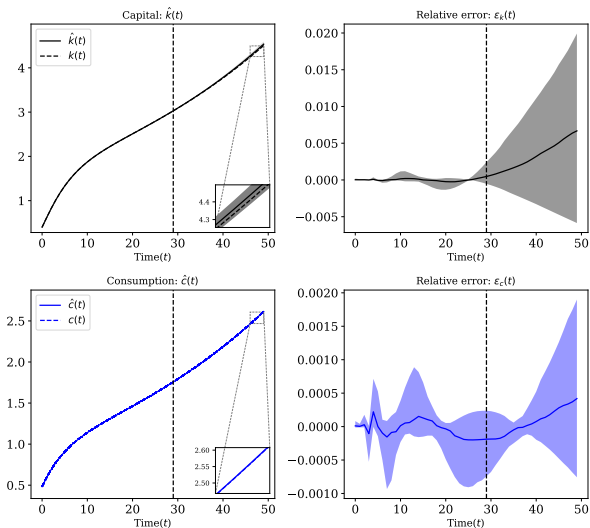 Capital: k̂(t)
k̂(t)
k(t)
4
3
2
1
4.4
4.3
0 10 20 30 40 50
Time(t)
Relative error: εk(t)
0.020
0.015
0.010
0.005
0.000
−0.005
0 10 20 30 40 50
Time(t)
Consumption: ĉ(t)
ĉ(t)
c(t)
2.5
2.0
1.5
1.0
0.5
2.60
2.55
2.50
0 10 20 30 40 50
Time(t)
Relative error: εc(t)
0.0020
0.0015
0.0010
0.0005
0.0000
−0.0005
−0.0010
0 10 20 30 40 50
Time(t)